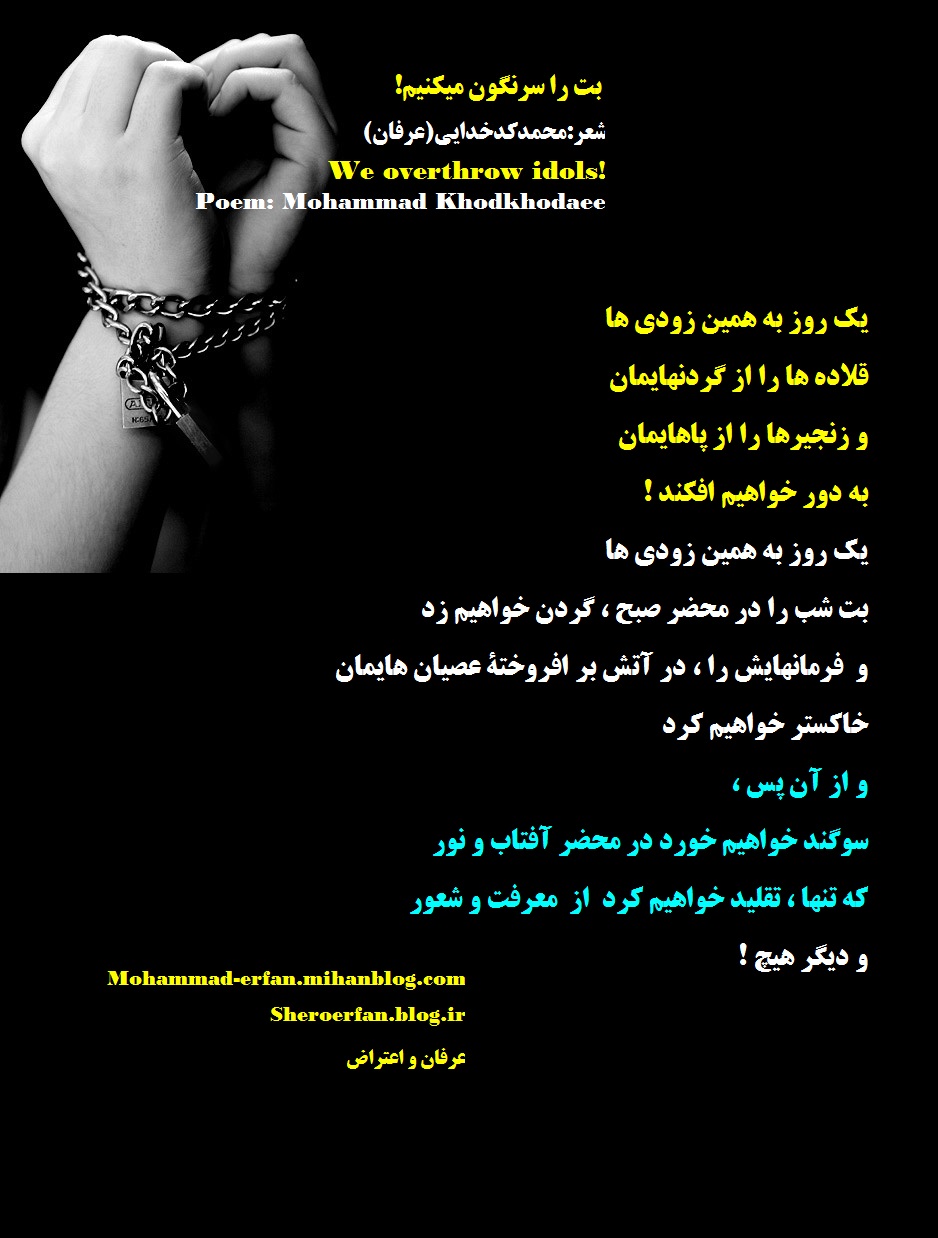 بت را سرنگون میکنیم!
شعر:محمدکدخدایی(عرفان)
We overthrow idols!
Poem: Mohammad Khodkhodaee
یک روز به همین زودی ها
قلاده ها را از گردنهایمان
و زنجیرها را از پاهایمان
به دور خواهیم افکند !
یک روز به همین زودی ها
بت شب را در محضر صبح ، گردن خواهیم زد
و فرمانهایش را ، در آتش بر افروختهٔ عصیان هایمان
خاکستر خواهیم کرد
و از آن پس ،
سوگند خواهیم خورد در محضر آفتاب و نور
که تنها ، تقلید خواهیم کرد از معرفت و شعور
و دیگر هیچ !
Mohammad-erfan.mihanblog.com
Sheroerfan.blog.ir
عرفان و اعتراض